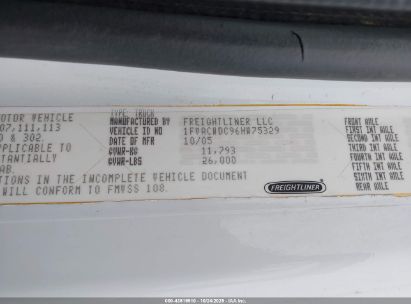 MOTOR VEHICLE
07,111,113
D & 302.
APPLICABLE TO
STANTIALLY
AB.
TIONS IN THE INCOMPLETE VEHICLE DOCUMENT
WILL CONFORM TO FMV$S 108.
TYPE: TRUCK
MANUFACTURED BY FREIGHTLINER LLC
VEHICLE ID NO 1FVACWDC96HW75329
DATE OF MFR 10/05
GVWR-KG 11,793
GVWR-LBS 26,000
FREIGHTLINER
FRONT AXLE
FIRST INT AXLE
SECOND INT AXLE
THIRD INT AXLE
FOURTH INT AXLE
FIFTH INT AXLE
SIXTH INT AXLE
REAR AXLE